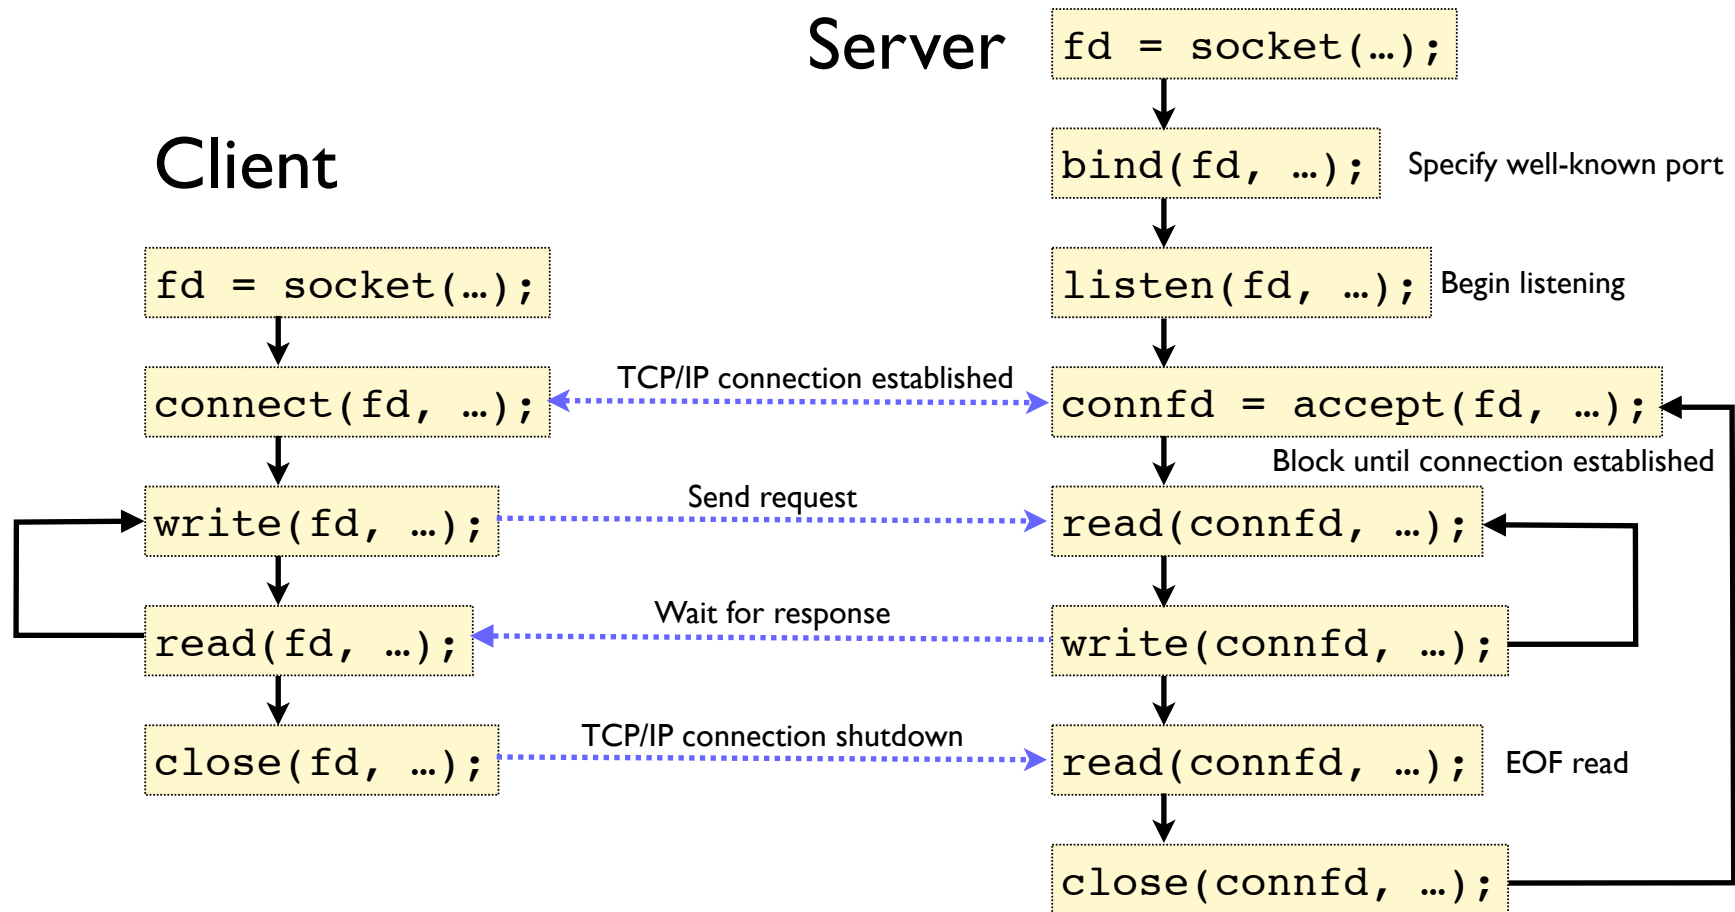 Server
fd = socket(…);
bind(fd, …);
Specify well-known port
Client
fd = socket(…);
listen(fd, …);
Begin listening
connect(fd, …);
TCP/IP connection established
connfd = accept(fd, …);
Block until connection established
write(fd, …);
Send request
read(connfd, …);
read(fd, …);
Wait for response
write(connfd, …);
close(fd, …);
TCP/IP connection shutdown
read(connfd, …);
EOF read
close(connfd, …);